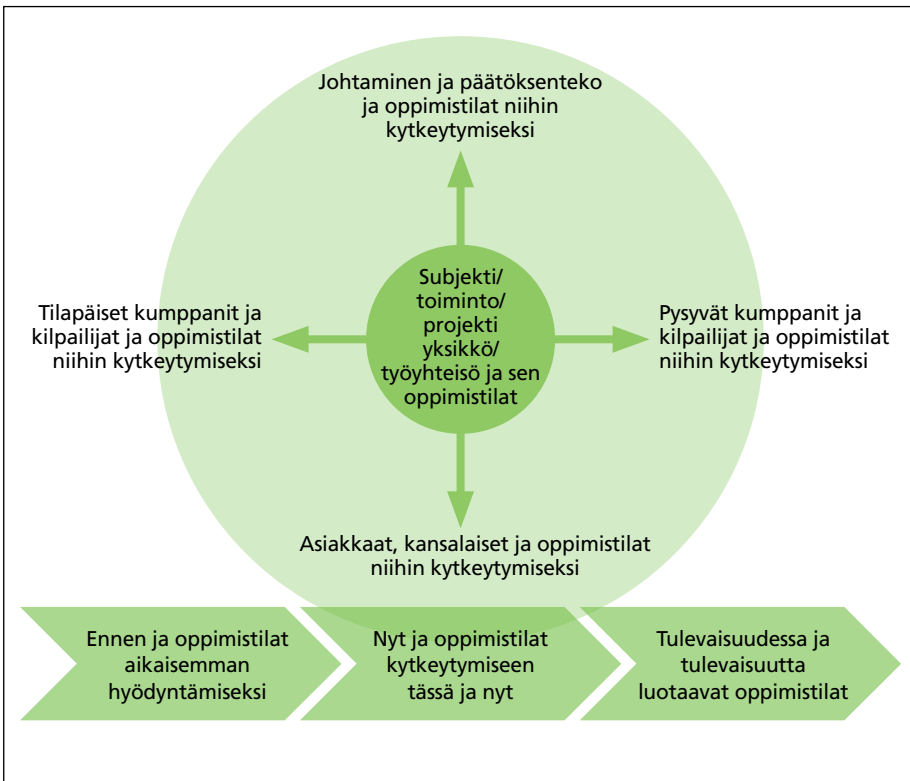 Johtaminen ja päätöksenteko
ja oppimistilat niihin
kytkeytymiseksi
Tilapäiset kumppanit ja
kilpailijat ja oppimistilat
niihin kytkeytymiseksi
Subjekti/
toiminto/
projekti
yksikkö/
työyhteisö ja sen
oppimistilat
Pysyvät kumppanit ja
kilpailijat ja oppimistilat
niihin kytkeytymiseksi
Asiakkaat, kansalaiset ja oppimistilat
niihin kytkeytymiseksi
Ennen ja oppimistilat
aikaisemman
hyödyntämiseksi
Nyt ja oppimistilat
kytkeytymiseen
tässä ja nyt
Tulevaisuudessa ja
tulevaisuutta
luotaavat oppimistilat